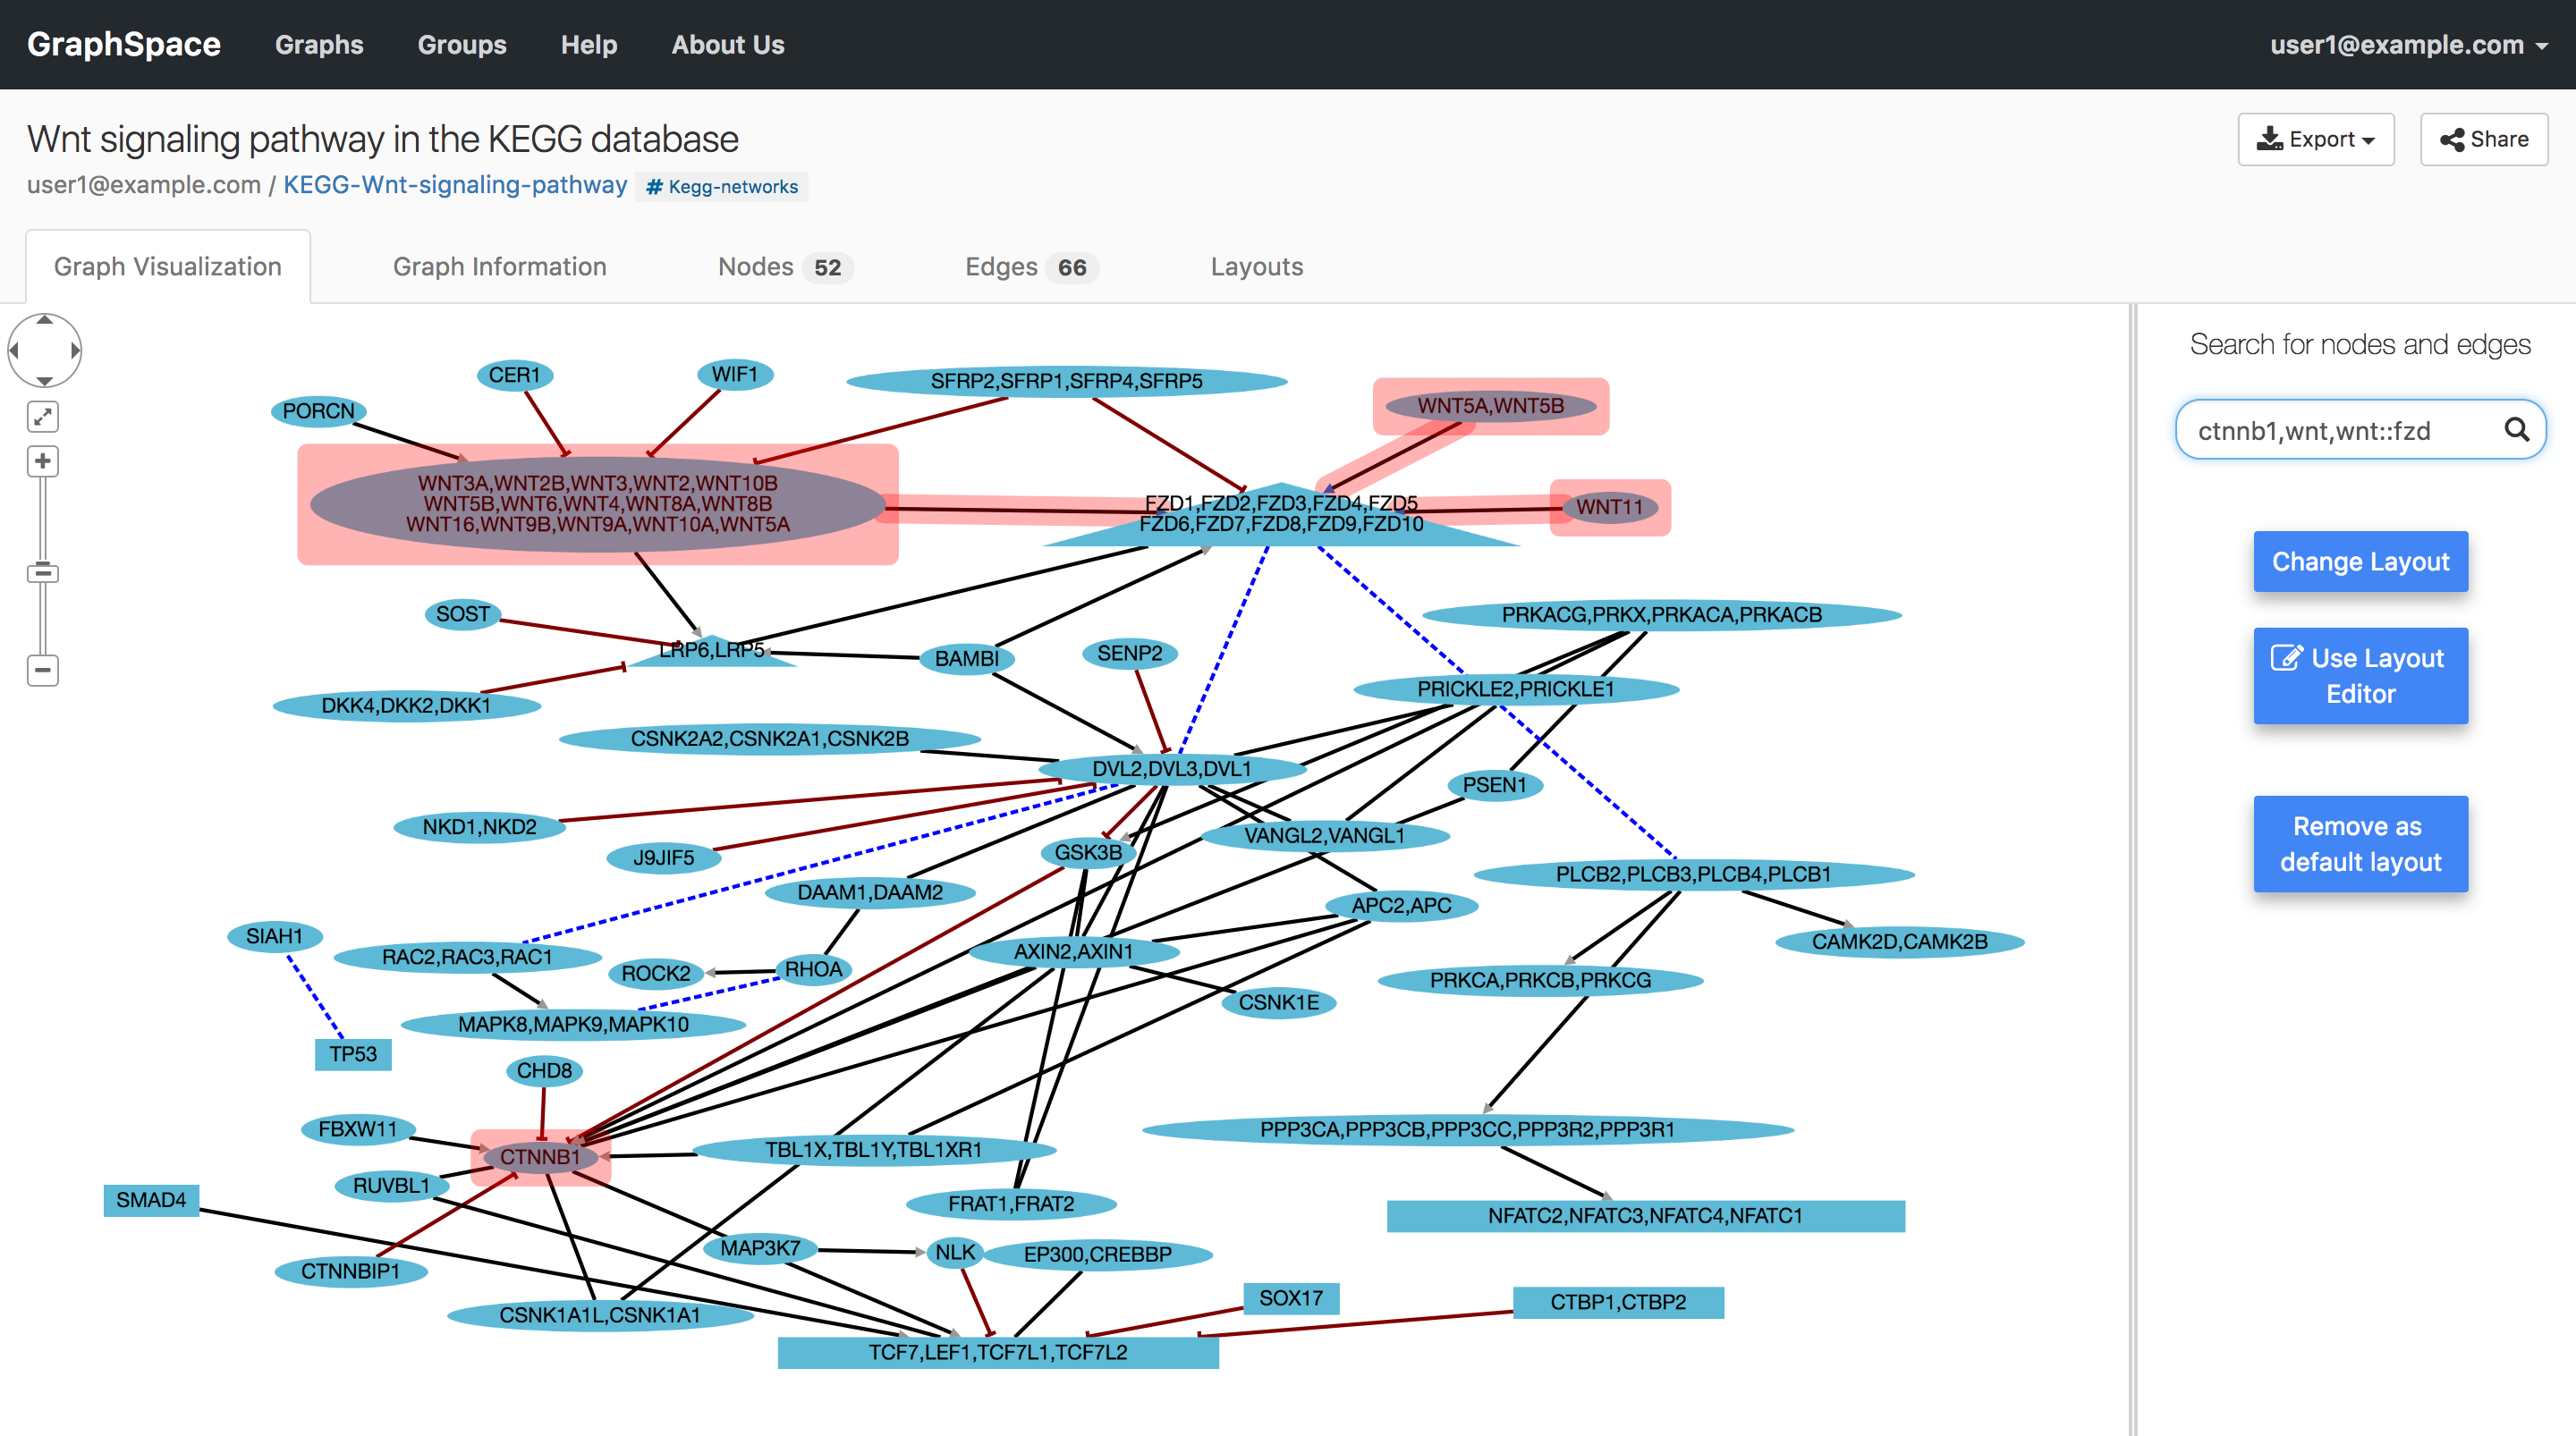 GraphSpace Graphs Groups Help About Us user1@example.com
Wnt signaling pathway in the KEGG database
Export
Share
user1@example.com / KEGG-Wnt-signaling-pathway # Kegg-networks
Graph Visualization
Graph Information
Nodes 52
Edges 66
Layouts
Search for nodes and edges
ctnnb1,wnt,wnt::fzd
Change Layout
Use Layout
Editor
Remove as
default layout
CER1
WIF1
SFRP2,SFRP1,SFRP4,SFRP5
PORCN
WNT5A,WNT5B
WNT3A,WNT2B,WNT3,WNT2,WNT10B
WNT5B,WNT6,WNT4,WNT8A,WNT8B
WNT16,WNT9B,WNT9A,WNT10A,WNT5A
FZD1,FZD2,FZD3,FZD4,FZD5
FZD6,FZD7,FZD8,FZD9,FZD10
WNT11
SOST
PRKACG,PRKX,PRKACA,PRKACB
LRP6,LRP5
BAMBI
SENP2
PRICKLE2,PRICKLE1
DKK4,DKK2,DKK1
CSNK2A2,CSNK2A1,CSNK2B
DVL2,DVL3,DVL1
PSEN1
NKD1,NKD2
VANGL2,VANGL1
J9JIF5
GSK3B
PLCB2,PLCB3,PLCB4,PLCB1
DAAM1,DAAM2
APC2,APC
SIAH1
CAMK2D,CAMK2B
RAC2,RAC3,RAC1
AXIN2,AXIN1
ROCK2
RHOA
PRKCA,PRKCB,PRKCG
CSNK1E
MAPK8,MAPK9,MAPK10
TP53
CHD8
FBXW11
PPP3CA,PPP3CB,PPP3CC,PPP3R2,PPP3R1
CTNNB1
TBL1X,TBL1Y,TBL1XR1
RUVBL1
SMAD4
FRAT1,FRAT2
NFATC2,NFATC3,NFATC4,NFATC1
MAP3K7
NLK
EP300,CREBBP
CTNNBIP1
SOX17
CTBP1,CTBP2
CSNK1A1L,CSNK1A1
TCF7,LEF1,TCF7L1,TCF7L2